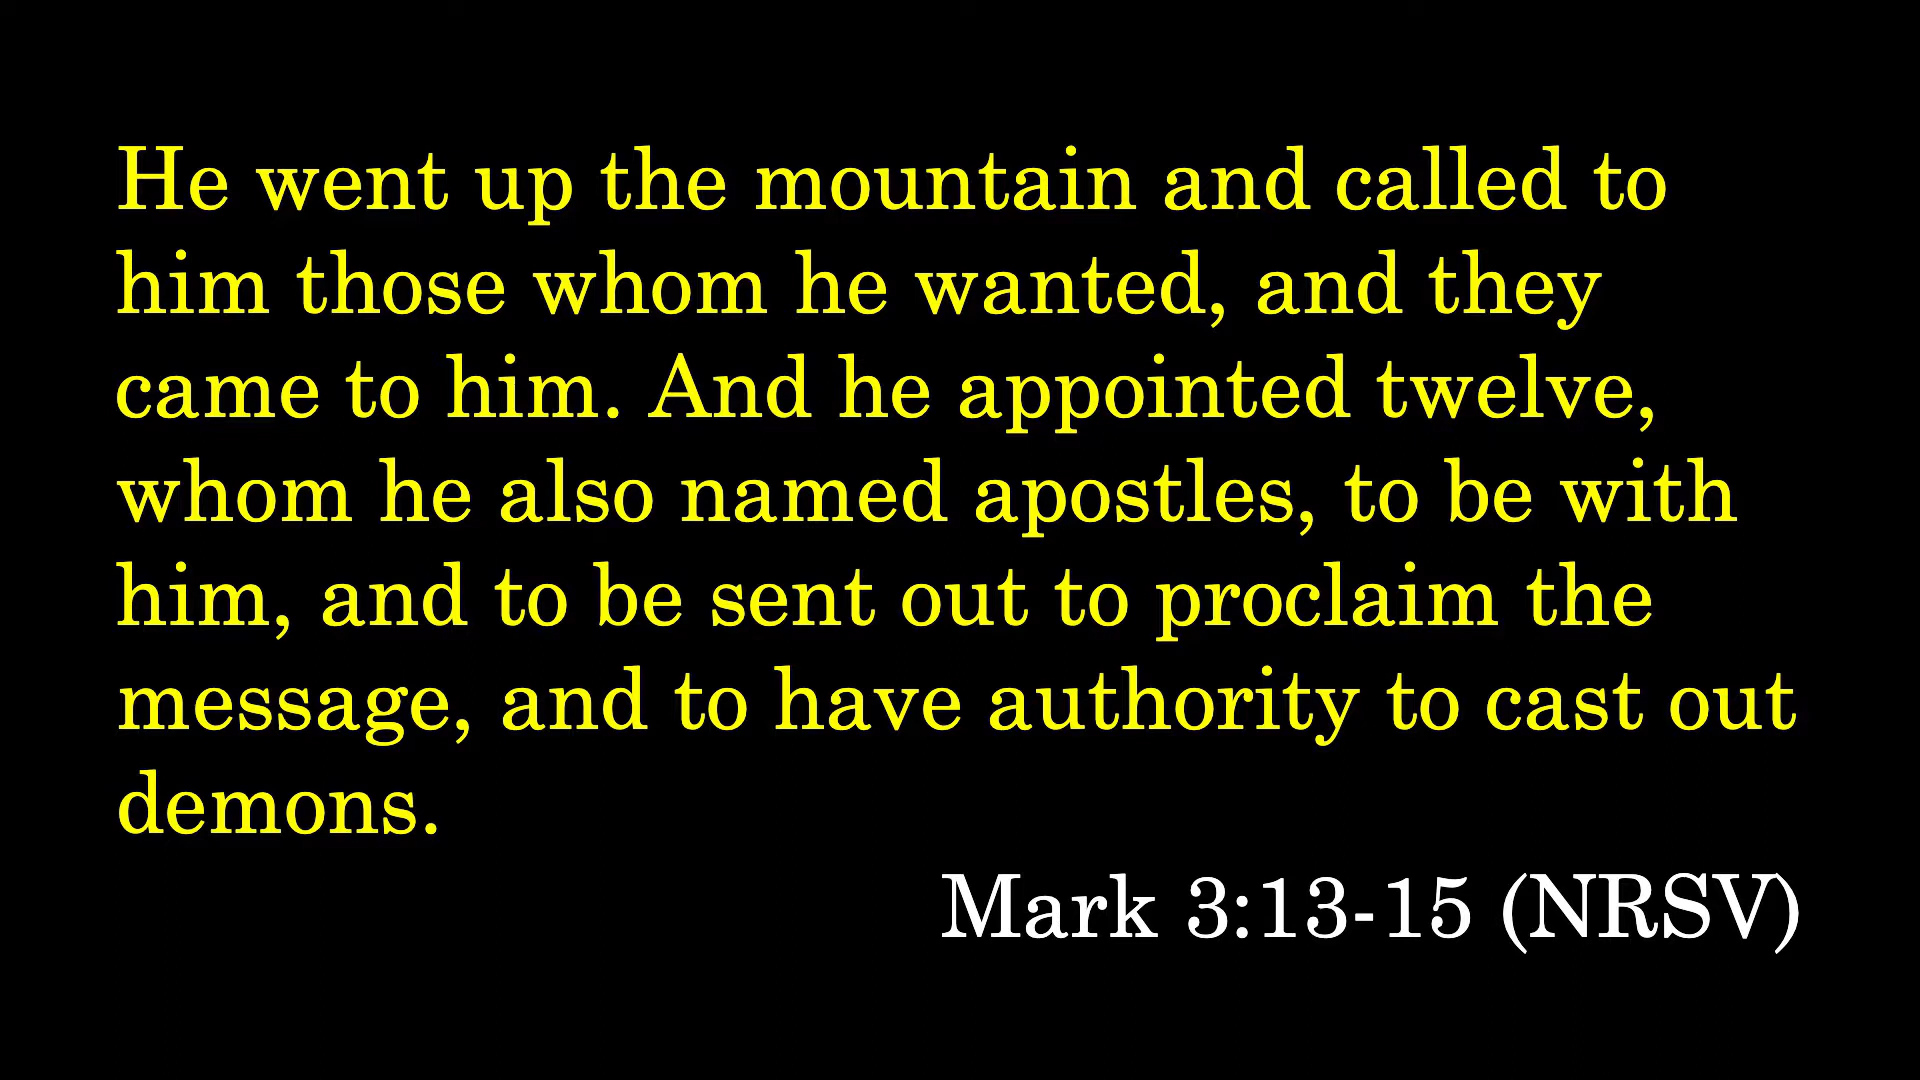 He went up the mountain and called to
him those whom he wanted, and they
came to him. And he appointed twelve,
whom he also named apostles, to be with
him, and to be sent out to proclaim the
message, and to have authority to cast out
demons.
Mark 3:13-15 (NRSV)